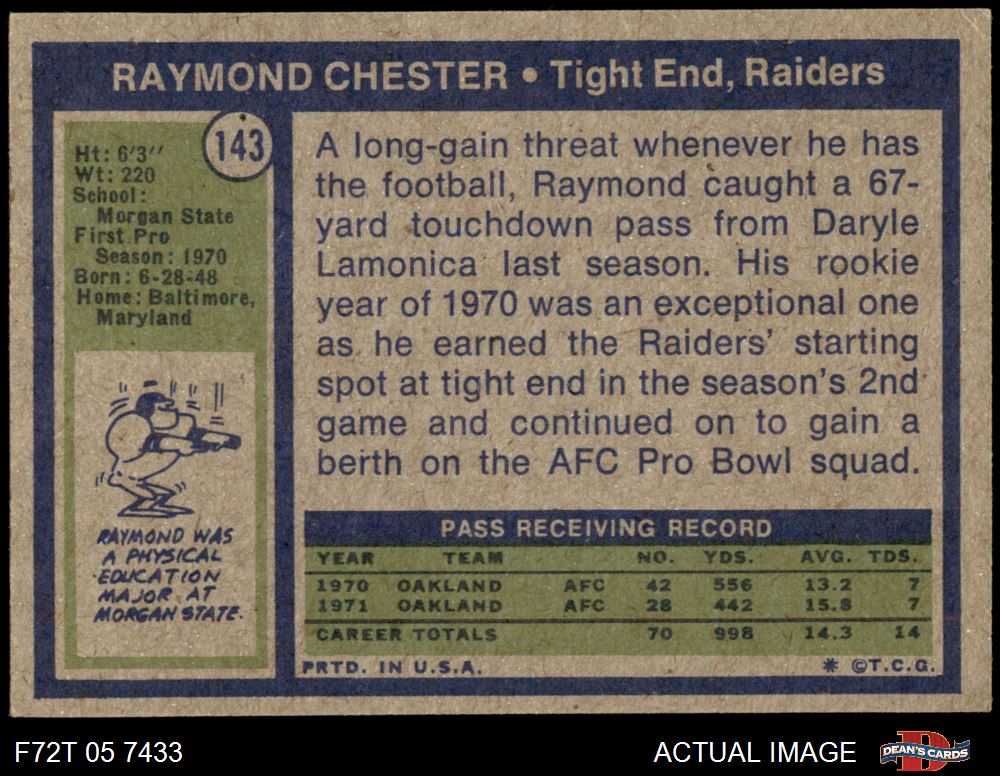 RAYMOND CHESTER • Tight End, Raiders
143
Ht: 6'3''
Wt: 220
School:
Morgan State
First Pro
Season: 1970
Born: 6-28-48
Home: Baltimore,
Maryland
RAYMOND WAS
A PHYSICAL
EDUCATION
MAJOR AT
MORGAN STATE.
A long-gain threat whenever he has
the football, Raymond caught a 67-
yard touchdown pass from Daryle
Lamonica last season. His rookie
year of 1970 was an exceptional one
as he earned the Raiders' starting
spot at tight end in the season's 2nd
game and continued on to gain a
berth on the AFC Pro Bowl squad.
PASS RECEIVING RECORD
YEAR TEAM NO. YDS. AVG. TDS.
1970 OAKLAND AFC 42 556 13.2 7
1971 OAKLAND AFC 28 442 15.8 7
CAREER TOTALS 70 998 14.3 14
PRTD. IN U.S.A. * ©T.C.G.
F72T 05 7433 ACTUAL IMAGE
D
DEAN'S CARDS